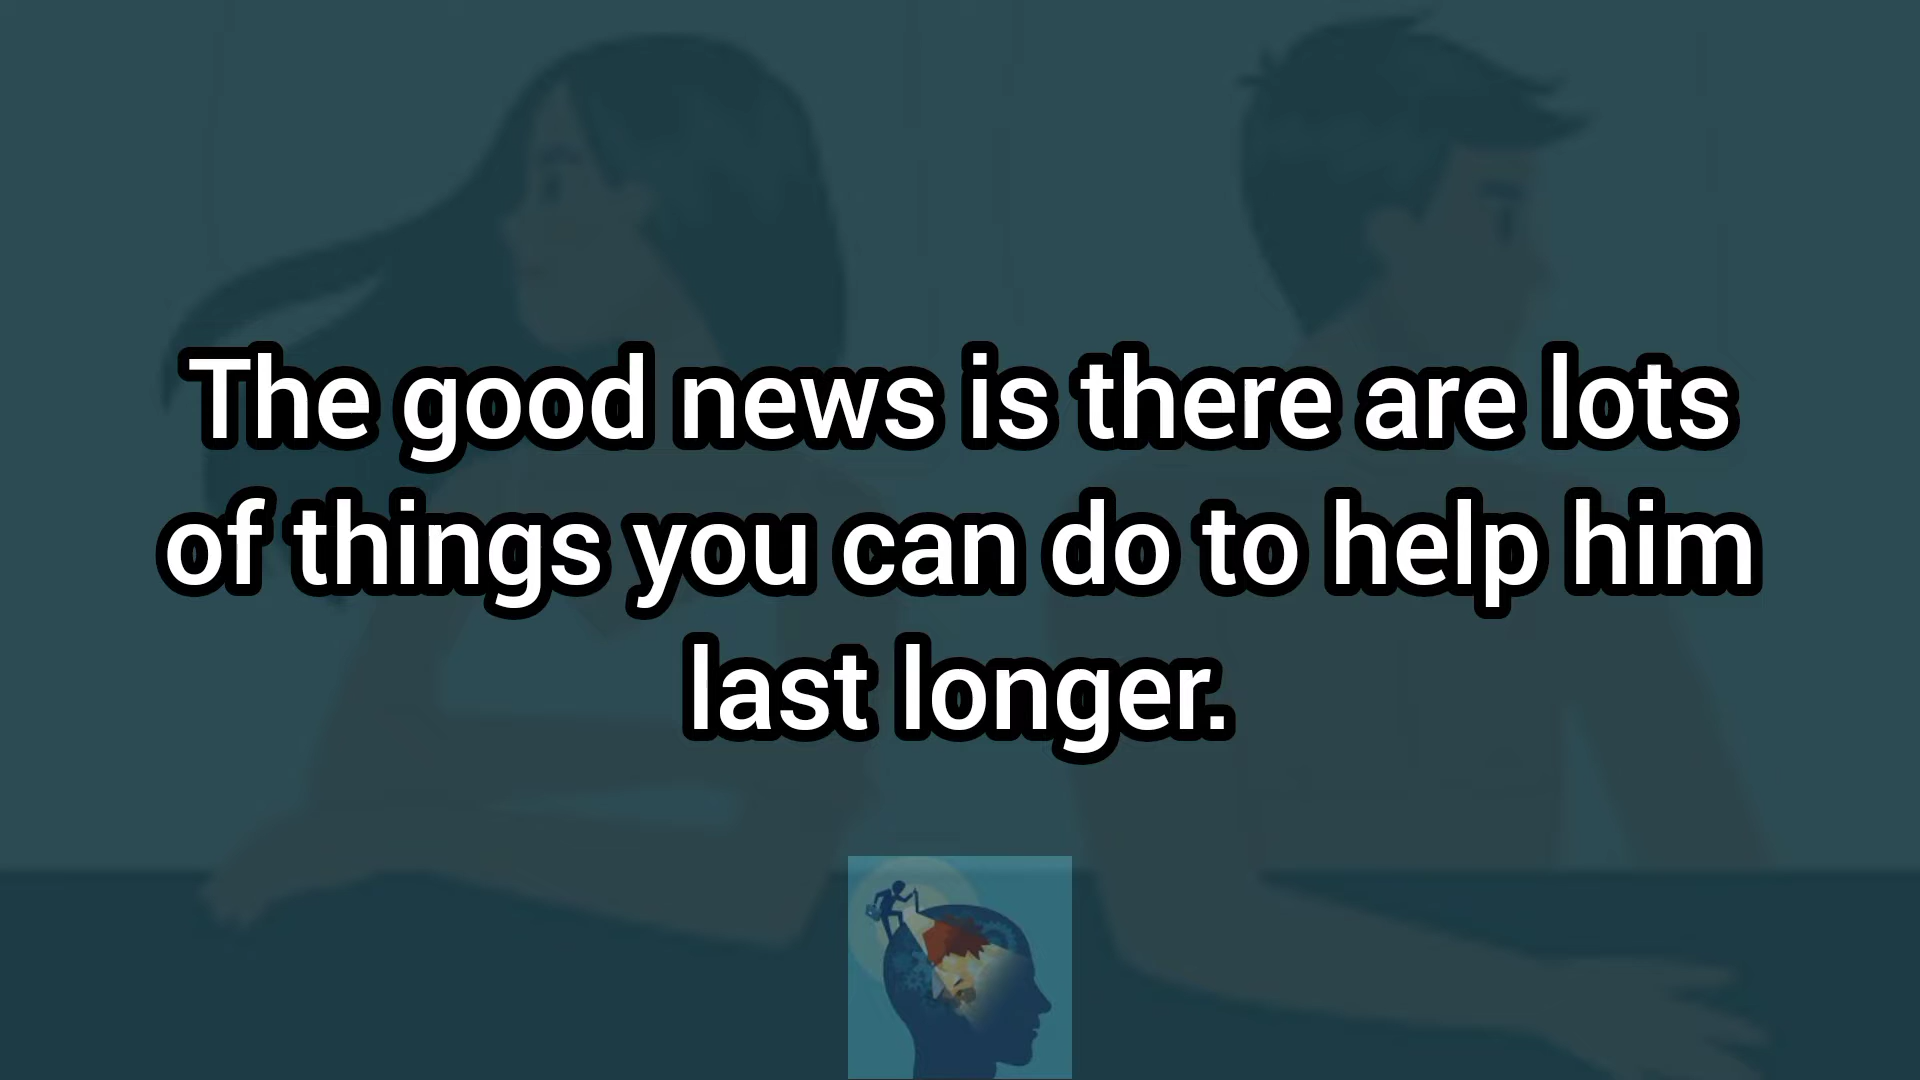 The good news is there are lots
of things you can do to help him
last longer.